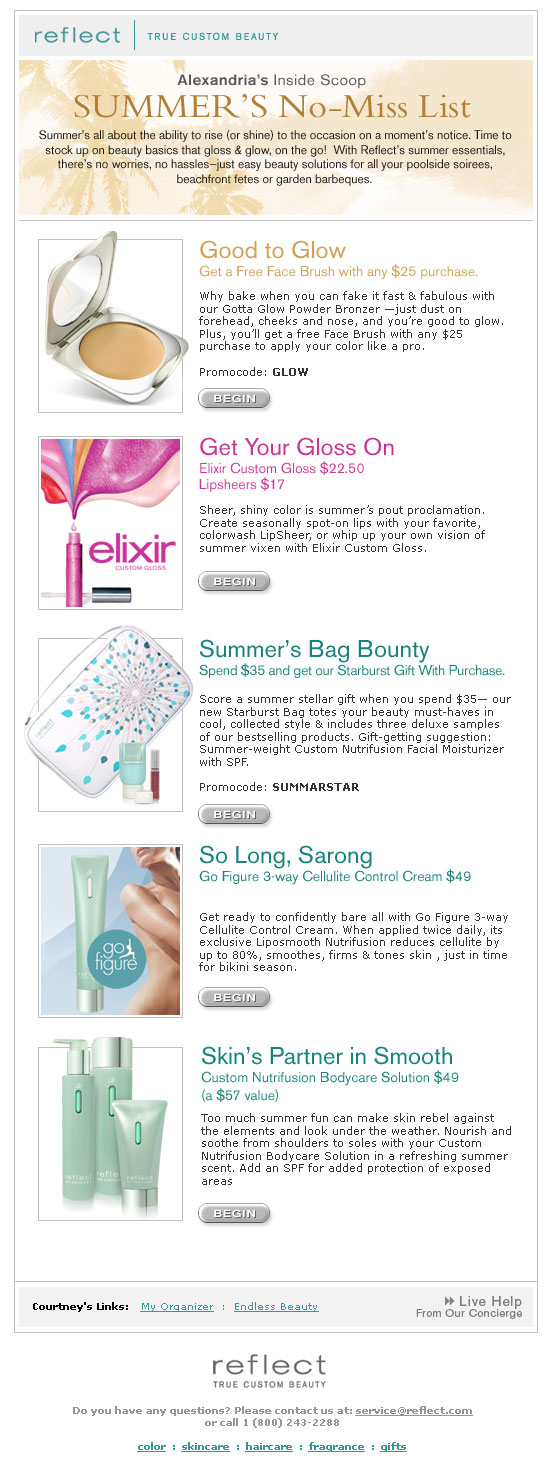 reflect TRUE CUSTOM BEAUTY
Alexandria's Inside Scoop
SUMMER'S No-Miss List
Summer's all about the ability to rise (or shine) to the occasion on a moment's notice. Time to
stock up on beauty basics that gloss & glow, on the go! With Reflect's summer essentials,
there's no worries, no hassles–just easy beauty solutions for all your poolside soirees,
beachfront fetes or garden barbeques.
Good to Glow
Get a Free Face Brush with any $25 purchase.
Why bake when you can fake it fast & fabulous with
our Gotta Glow Powder Bronzer —just dust on
forehead, cheeks and nose, and you're good to glow.
Plus, you'll get a free Face Brush with any $25
purchase to apply your color like a pro.
Promocode: GLOW
BEGIN
elixir
CUSTOM GLOSS
Get Your Gloss On
Elixir Custom Gloss $22.50
Lipsheers $17
Sheer, shiny color is summer's pout proclamation.
Create seasonally spot-on lips with your favorite,
colorwash LipSheer, or whip up your own vision of
summer vixen with Elixir Custom Gloss.
BEGIN
Summer's Bag Bounty
Spend $35 and get our Starburst Gift With Purchase.
Score a summer stellar gift when you spend $35— our
new Starburst Bag totes your beauty must-haves in
cool, collected style & includes three deluxe samples
of our bestselling products. Gift-getting suggestion:
Summer-weight Custom Nutrifusion Facial Moisturizer
with SPF.
Promocode: SUMMARSTAR
BEGIN
go
figure
So Long, Sarong
Go Figure 3-way Cellulite Control Cream $49
Get ready to confidently bare all with Go Figure 3-way
Cellulite Control Cream. When applied twice daily, its
exclusive Liposmooth Nutrifusion reduces cellulite by
up to 80%, smoothes, firms & tones skin , just in time
for bikini season.
BEGIN
reflect
Skin's Partner in Smooth
Custom Nutrifusion Bodycare Solution $49
(a $57 value)
Too much summer fun can make skin rebel against
the elements and look under the weather. Nourish and
soothe from shoulders to soles with your Custom
Nutrifusion Bodycare Solution in a refreshing summer
scent. Add an SPF for added protection of exposed
areas
BEGIN
Courtney's Links: My Organizer : Endless Beauty
Live Help
From Our Concierge
reflect
TRUE CUSTOM BEAUTY
Do you have any questions? Please contact us at: service@reflect.com
or call 1 (800) 243-2288
color : skincare : haircare : fragrance : gifts